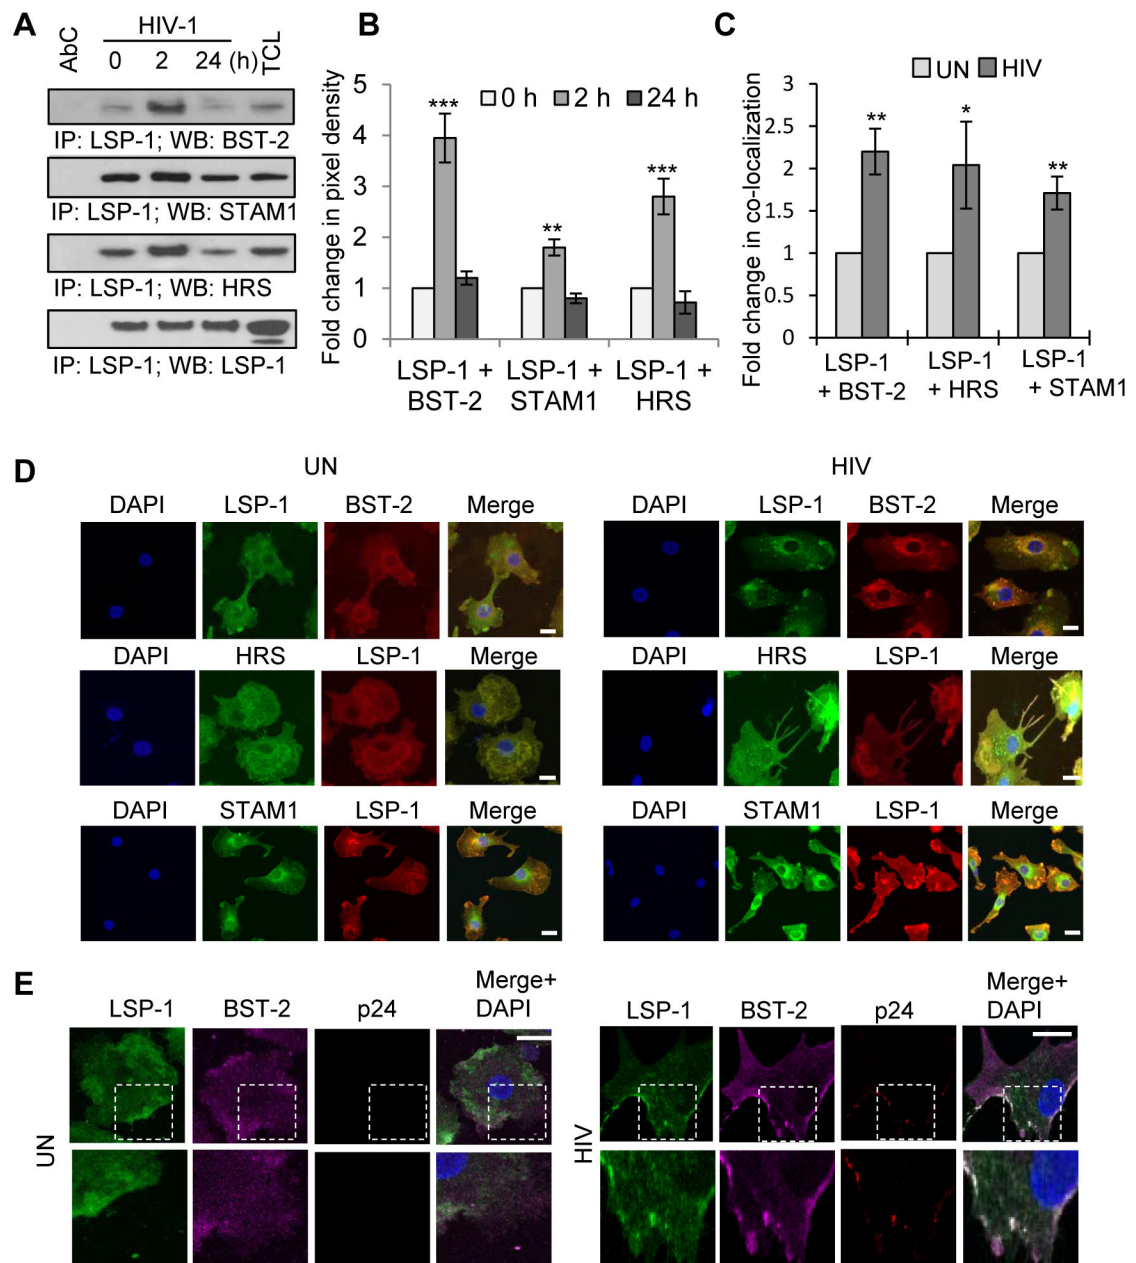 A
HIV-1
AbC
0 2 24 (h)
TCL
IP: LSP-1; WB: BST-2
IP: LSP-1; WB: STAM1
IP: LSP-1; WB: HRS
IP: LSP-1; WB: LSP-1
B
Fold change in pixel density
5
4
3
2
1
0
0 h 2 h 24 h
***
**
***
LSP-1 + BST-2
LSP-1 + STAM1
LSP-1 + HRS
C
Fold change in co-localization
UN HIV
3
2.5
2
1.5
1
0.5
0
**
*
**
LSP-1 + BST-2
LSP-1 + HRS
LSP-1 + STAM1
D
UN
DAPI LSP-1 BST-2 Merge
DAPI HRS LSP-1 Merge
DAPI STAM1 LSP-1 Merge
HIV
DAPI LSP-1 BST-2 Merge
DAPI HRS LSP-1 Merge
DAPI STAM1 LSP-1 Merge
E
UN
LSP-1 BST-2 p24 Merge+ DAPI
HIV
LSP-1 BST-2 p24 Merge+ DAPI